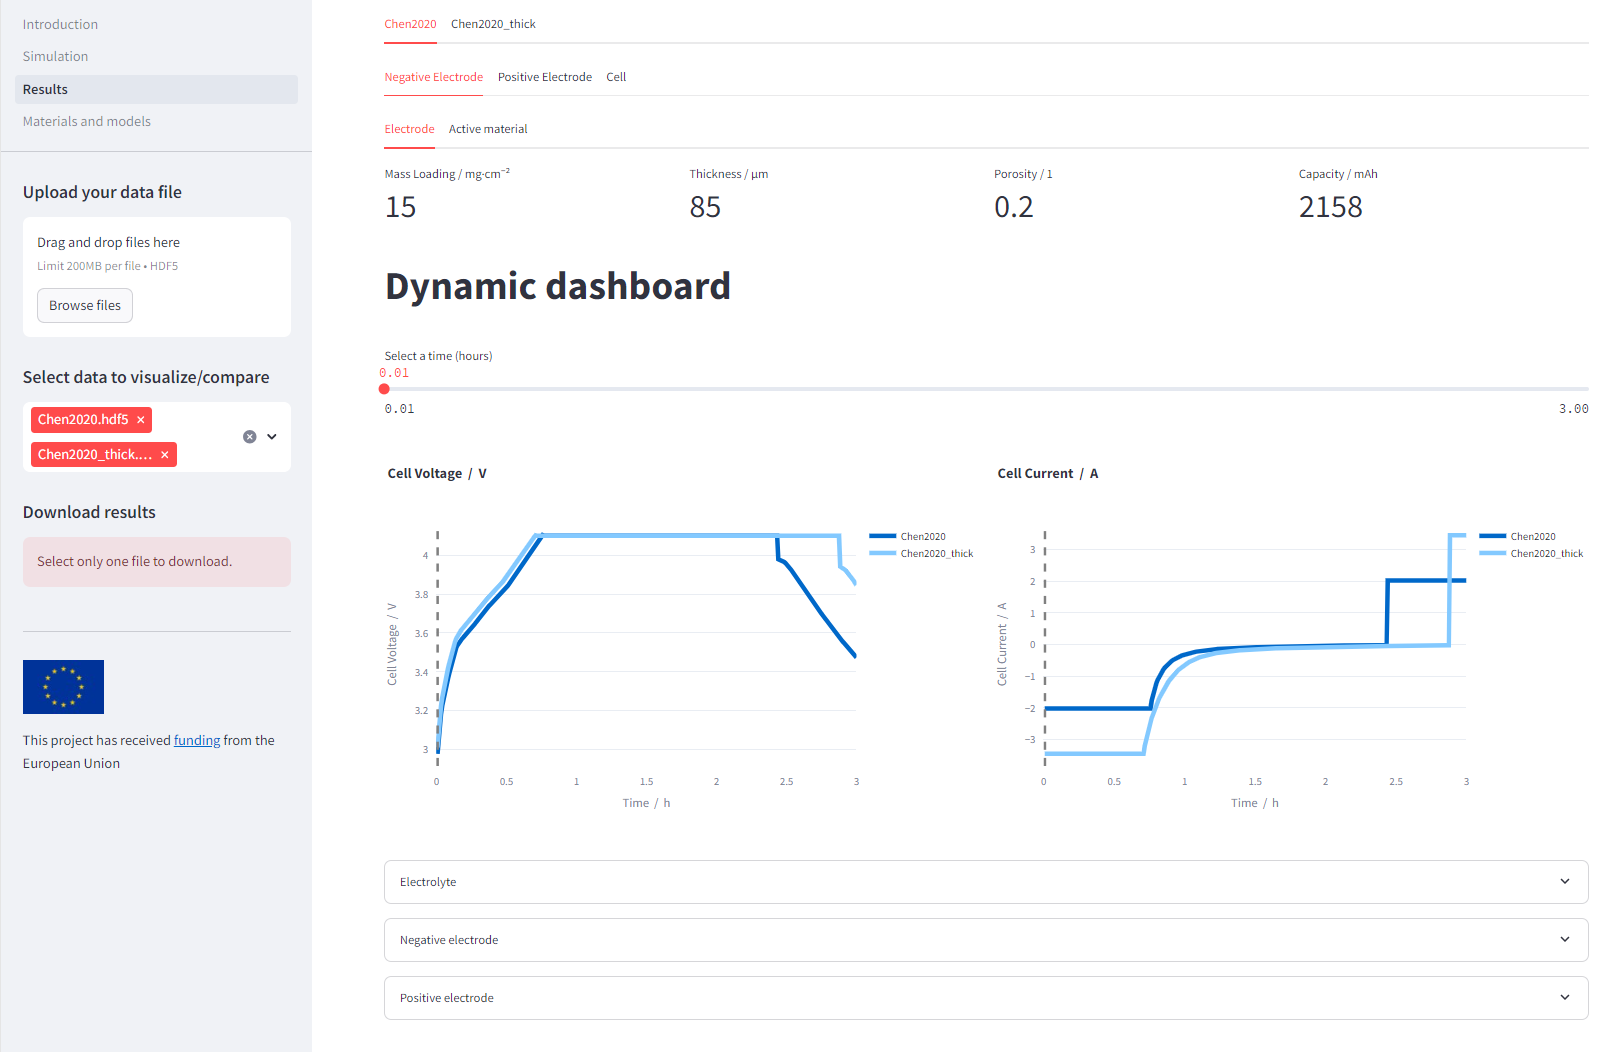 Introduction
Simulation
Results
Materials and models
Upload your data file
Drag and drop files here
Limit 200MB per file • HDF5
Browse files
Select data to visualize/compare
Chen2020.hdf5 ×
Chen2020_thick.... ×
Download results
Select only one file to download.
This project has received funding from the
European Union
Chen2020 Chen2020_thick
Negative Electrode Positive Electrode Cell
Electrode Active material
Mass Loading / mg·cm⁻² Thickness / μm Porosity / 1 Capacity / mAh
15 85 0.2 2158
Dynamic dashboard
Select a time (hours)
0.01
0.01 3.00
Cell Voltage / V
Chen2020
Chen2020_thick
4
3.8
3.6
3.4
3.2
3
Cell Voltage / V
0 0.5 1 1.5 2 2.5 3
Time / h
Cell Current / A
Chen2020
Chen2020_thick
3
2
1
0
−1
−2
−3
Cell Current / A
0 0.5 1 1.5 2 2.5 3
Time / h
Electrolyte
Negative electrode
Positive electrode